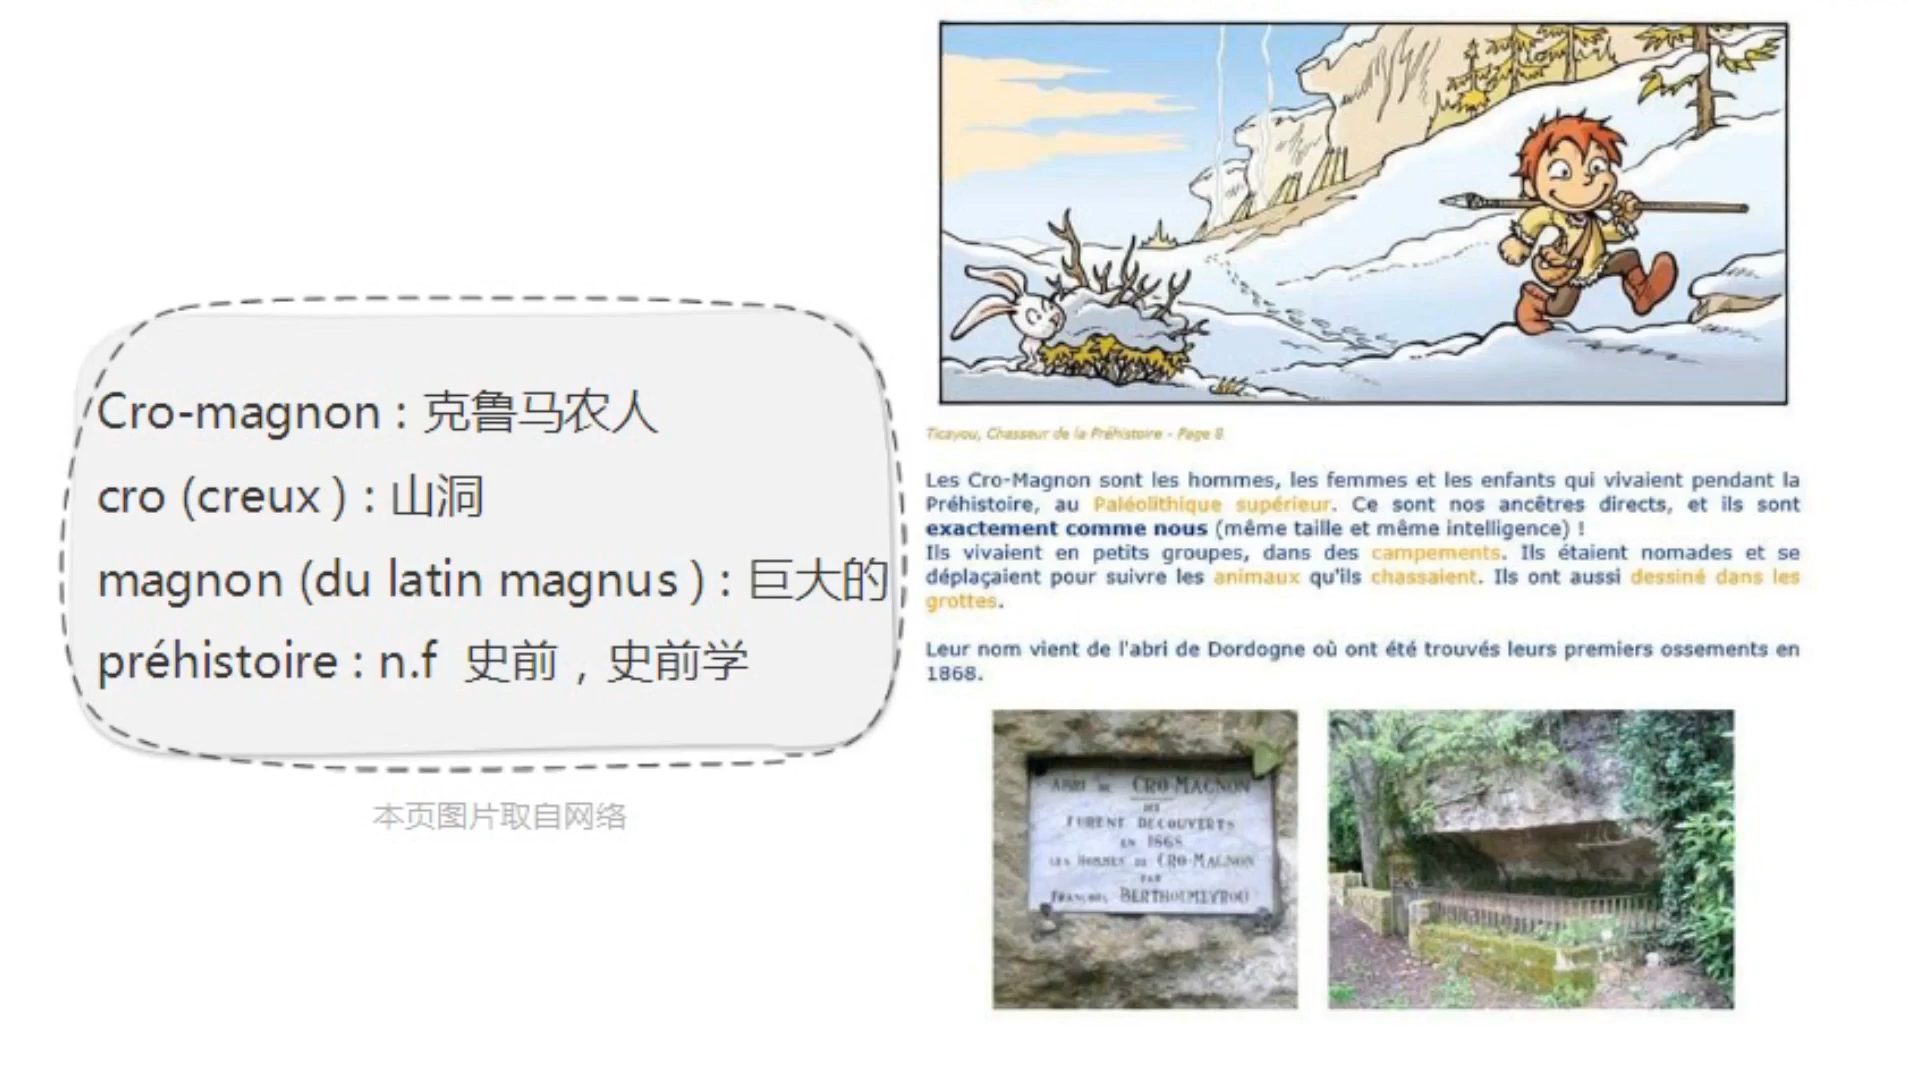 Cro-magnon : 克鲁马农人
cro (creux ) : 山洞
magnon (du latin magnus ) : 巨大的
préhistoire : n.f 史前，史前学
本页图片取自网络
Ticayou, Chasseur de la Préhistoire - Page 8
Les Cro-Magnon sont les hommes, les femmes et les enfants qui vivaient pendant la
Préhistoire, au Paléolithique supérieur. Ce sont nos ancêtres directs, et ils sont
exactement comme nous (même taille et même intelligence) !
Ils vivaient en petits groupes, dans des campements. Ils étaient nomades et se
déplaçaient pour suivre les animaux qu'ils chassaient. Ils ont aussi dessiné dans les
grottes.
Leur nom vient de l'abri de Dordogne où ont été trouvés leurs premiers ossements en
1868.
ABRI DE CRO-MAGNON
FURENT DECOUVERTS
EN 1868
LES HOMMES DE CRO-MAGNON
PAR
FRANÇOIS BERTHOUMEYROU